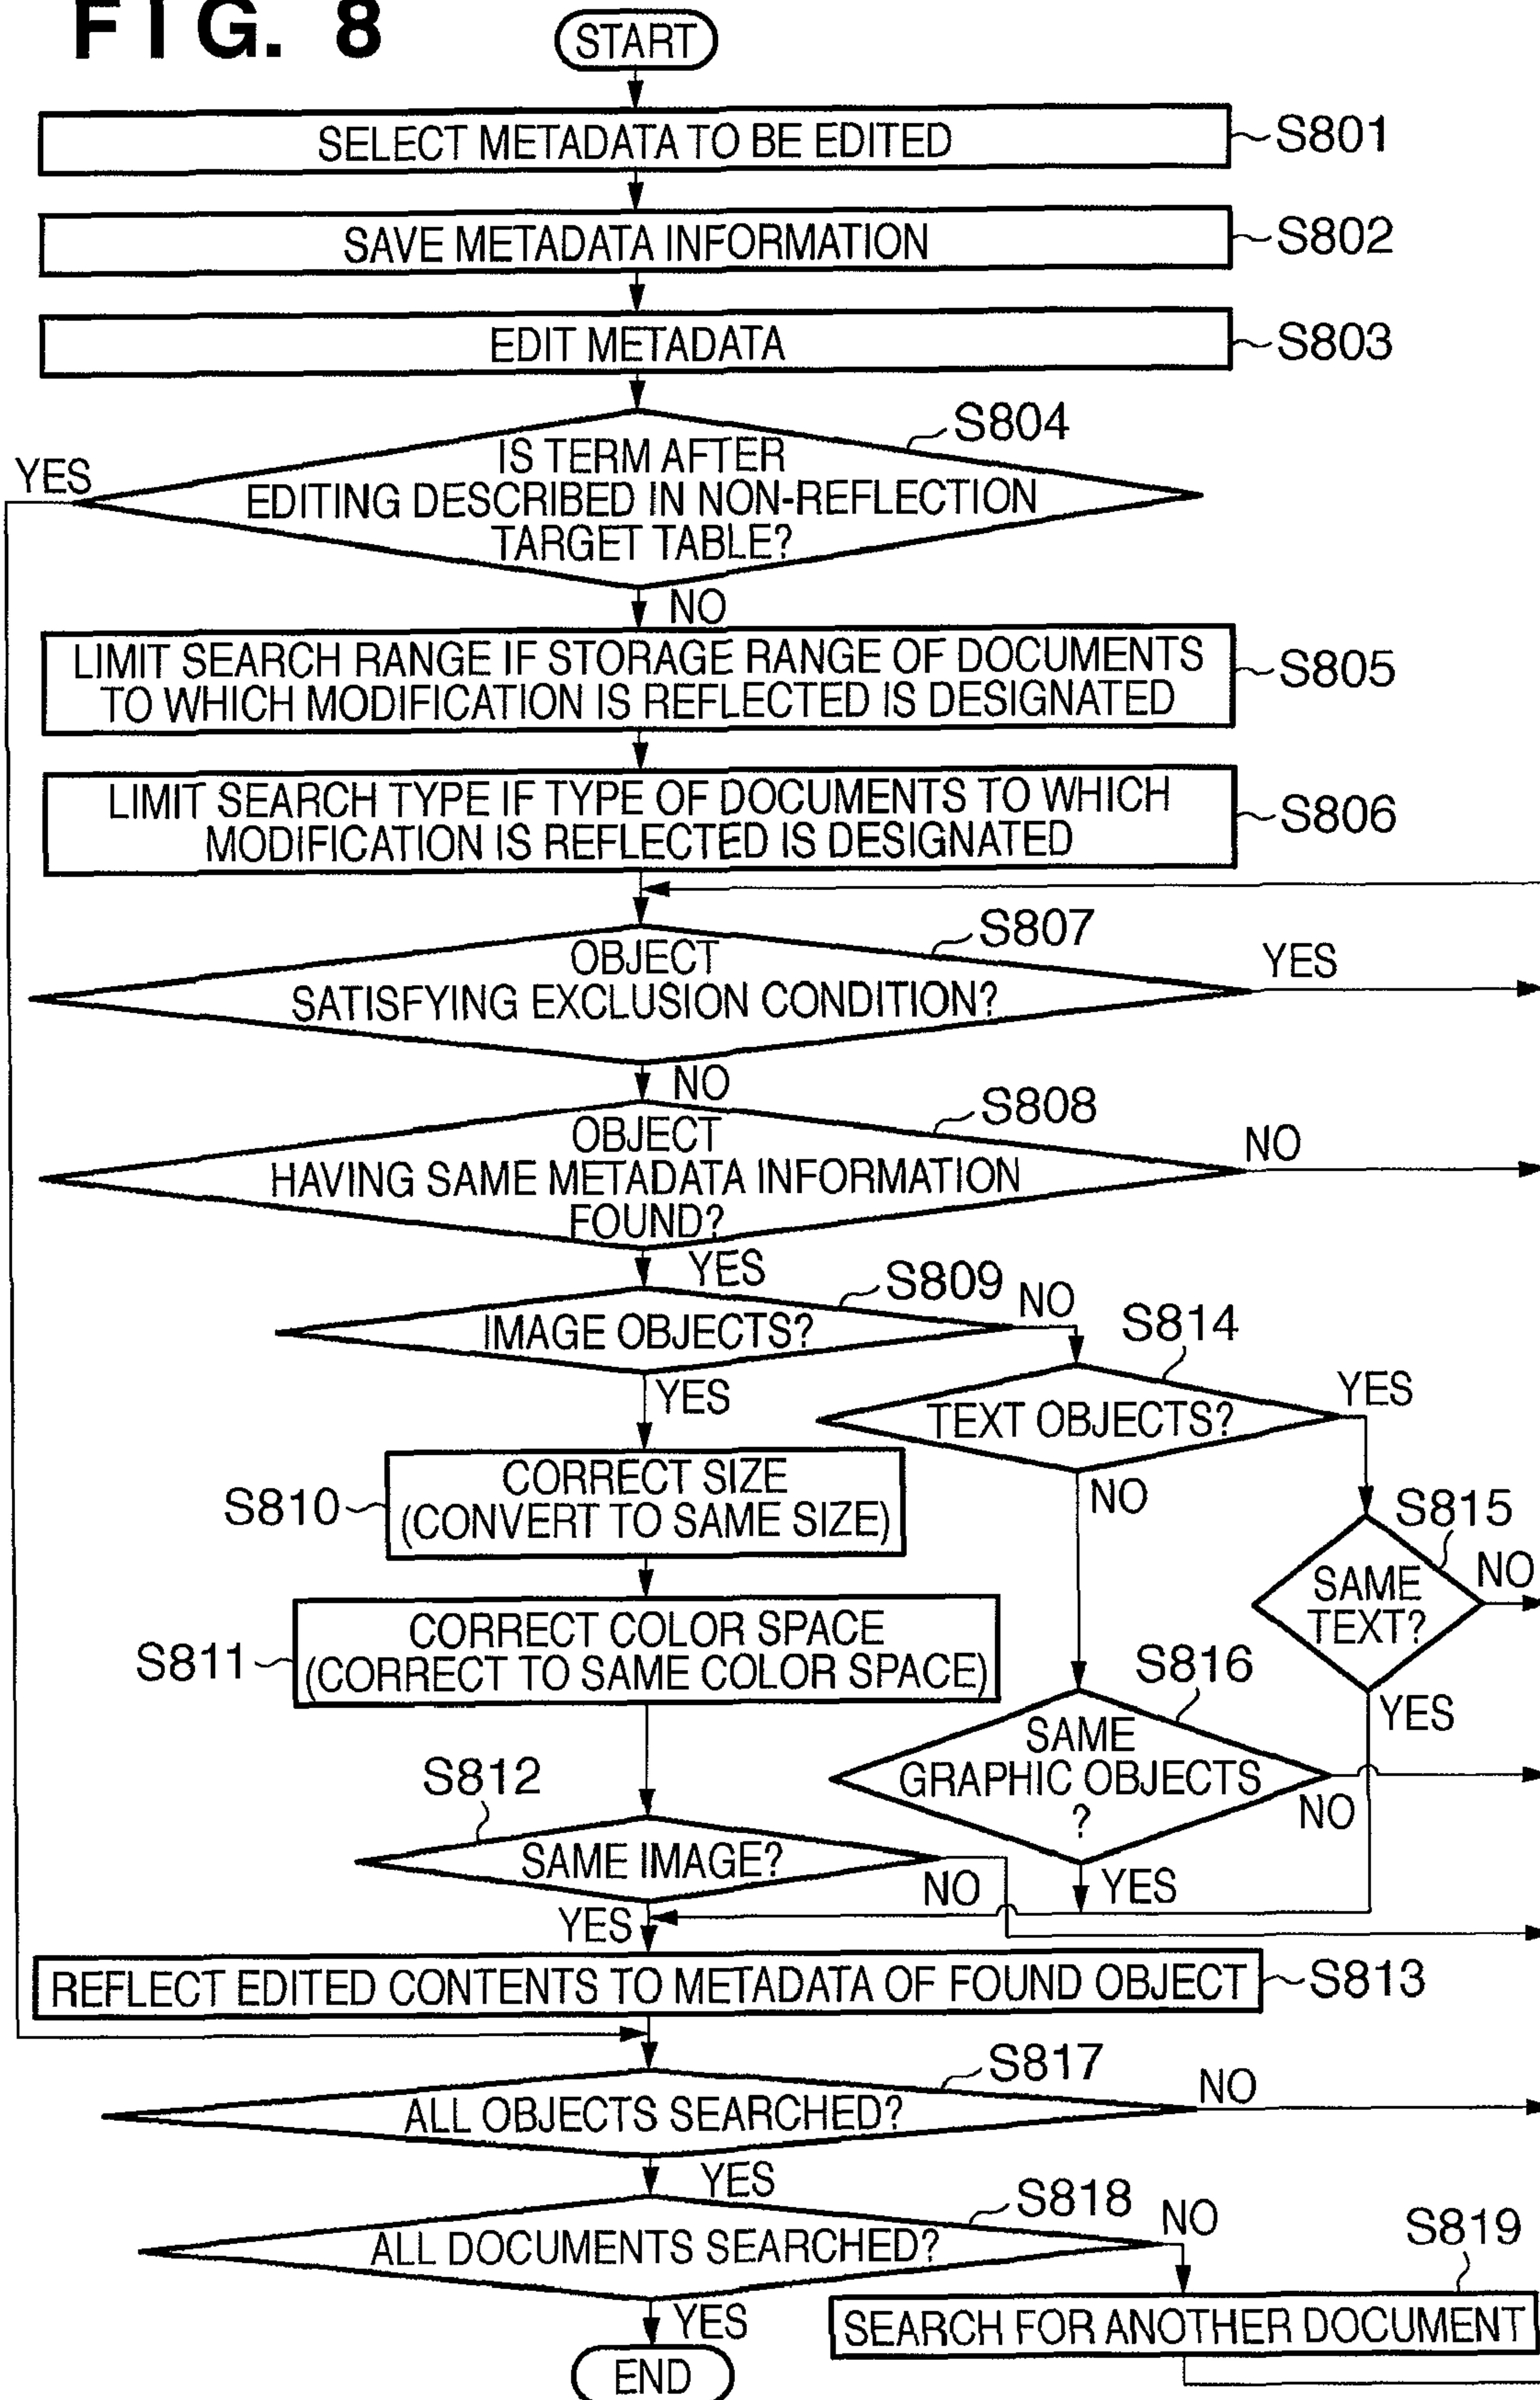 FIG. 8
START
SELECT METADATA TO BE EDITED
S801
SAVE METADATA INFORMATION
S802
EDIT METADATA
S803
S804
IS TERM AFTER
EDITING DESCRIBED IN NON-REFLECTION
TARGET TABLE?
YES
NO
LIMIT SEARCH RANGE IF STORAGE RANGE OF DOCUMENTS
TO WHICH MODIFICATION IS REFLECTED IS DESIGNATED
S805
LIMIT SEARCH TYPE IF TYPE OF DOCUMENTS TO WHICH
MODIFICATION IS REFLECTED IS DESIGNATED
S806
S807
OBJECT
SATISFYING EXCLUSION CONDITION?
YES
NO
S808
OBJECT
HAVING SAME METADATA INFORMATION
FOUND?
NO
YES
S809
IMAGE OBJECTS?
NO
YES
S814
TEXT OBJECTS?
YES
NO
S810
CORRECT SIZE
(CONVERT TO SAME SIZE)
S815
SAME
TEXT?
NO
YES
S811
CORRECT COLOR SPACE
(CORRECT TO SAME COLOR SPACE)
S816
SAME
GRAPHIC OBJECTS
?
NO
YES
S812
SAME IMAGE?
NO
YES
REFLECT EDITED CONTENTS TO METADATA OF FOUND OBJECT
S813
S817
ALL OBJECTS SEARCHED?
NO
YES
S818
ALL DOCUMENTS SEARCHED?
NO
YES
S819
SEARCH FOR ANOTHER DOCUMENT
END